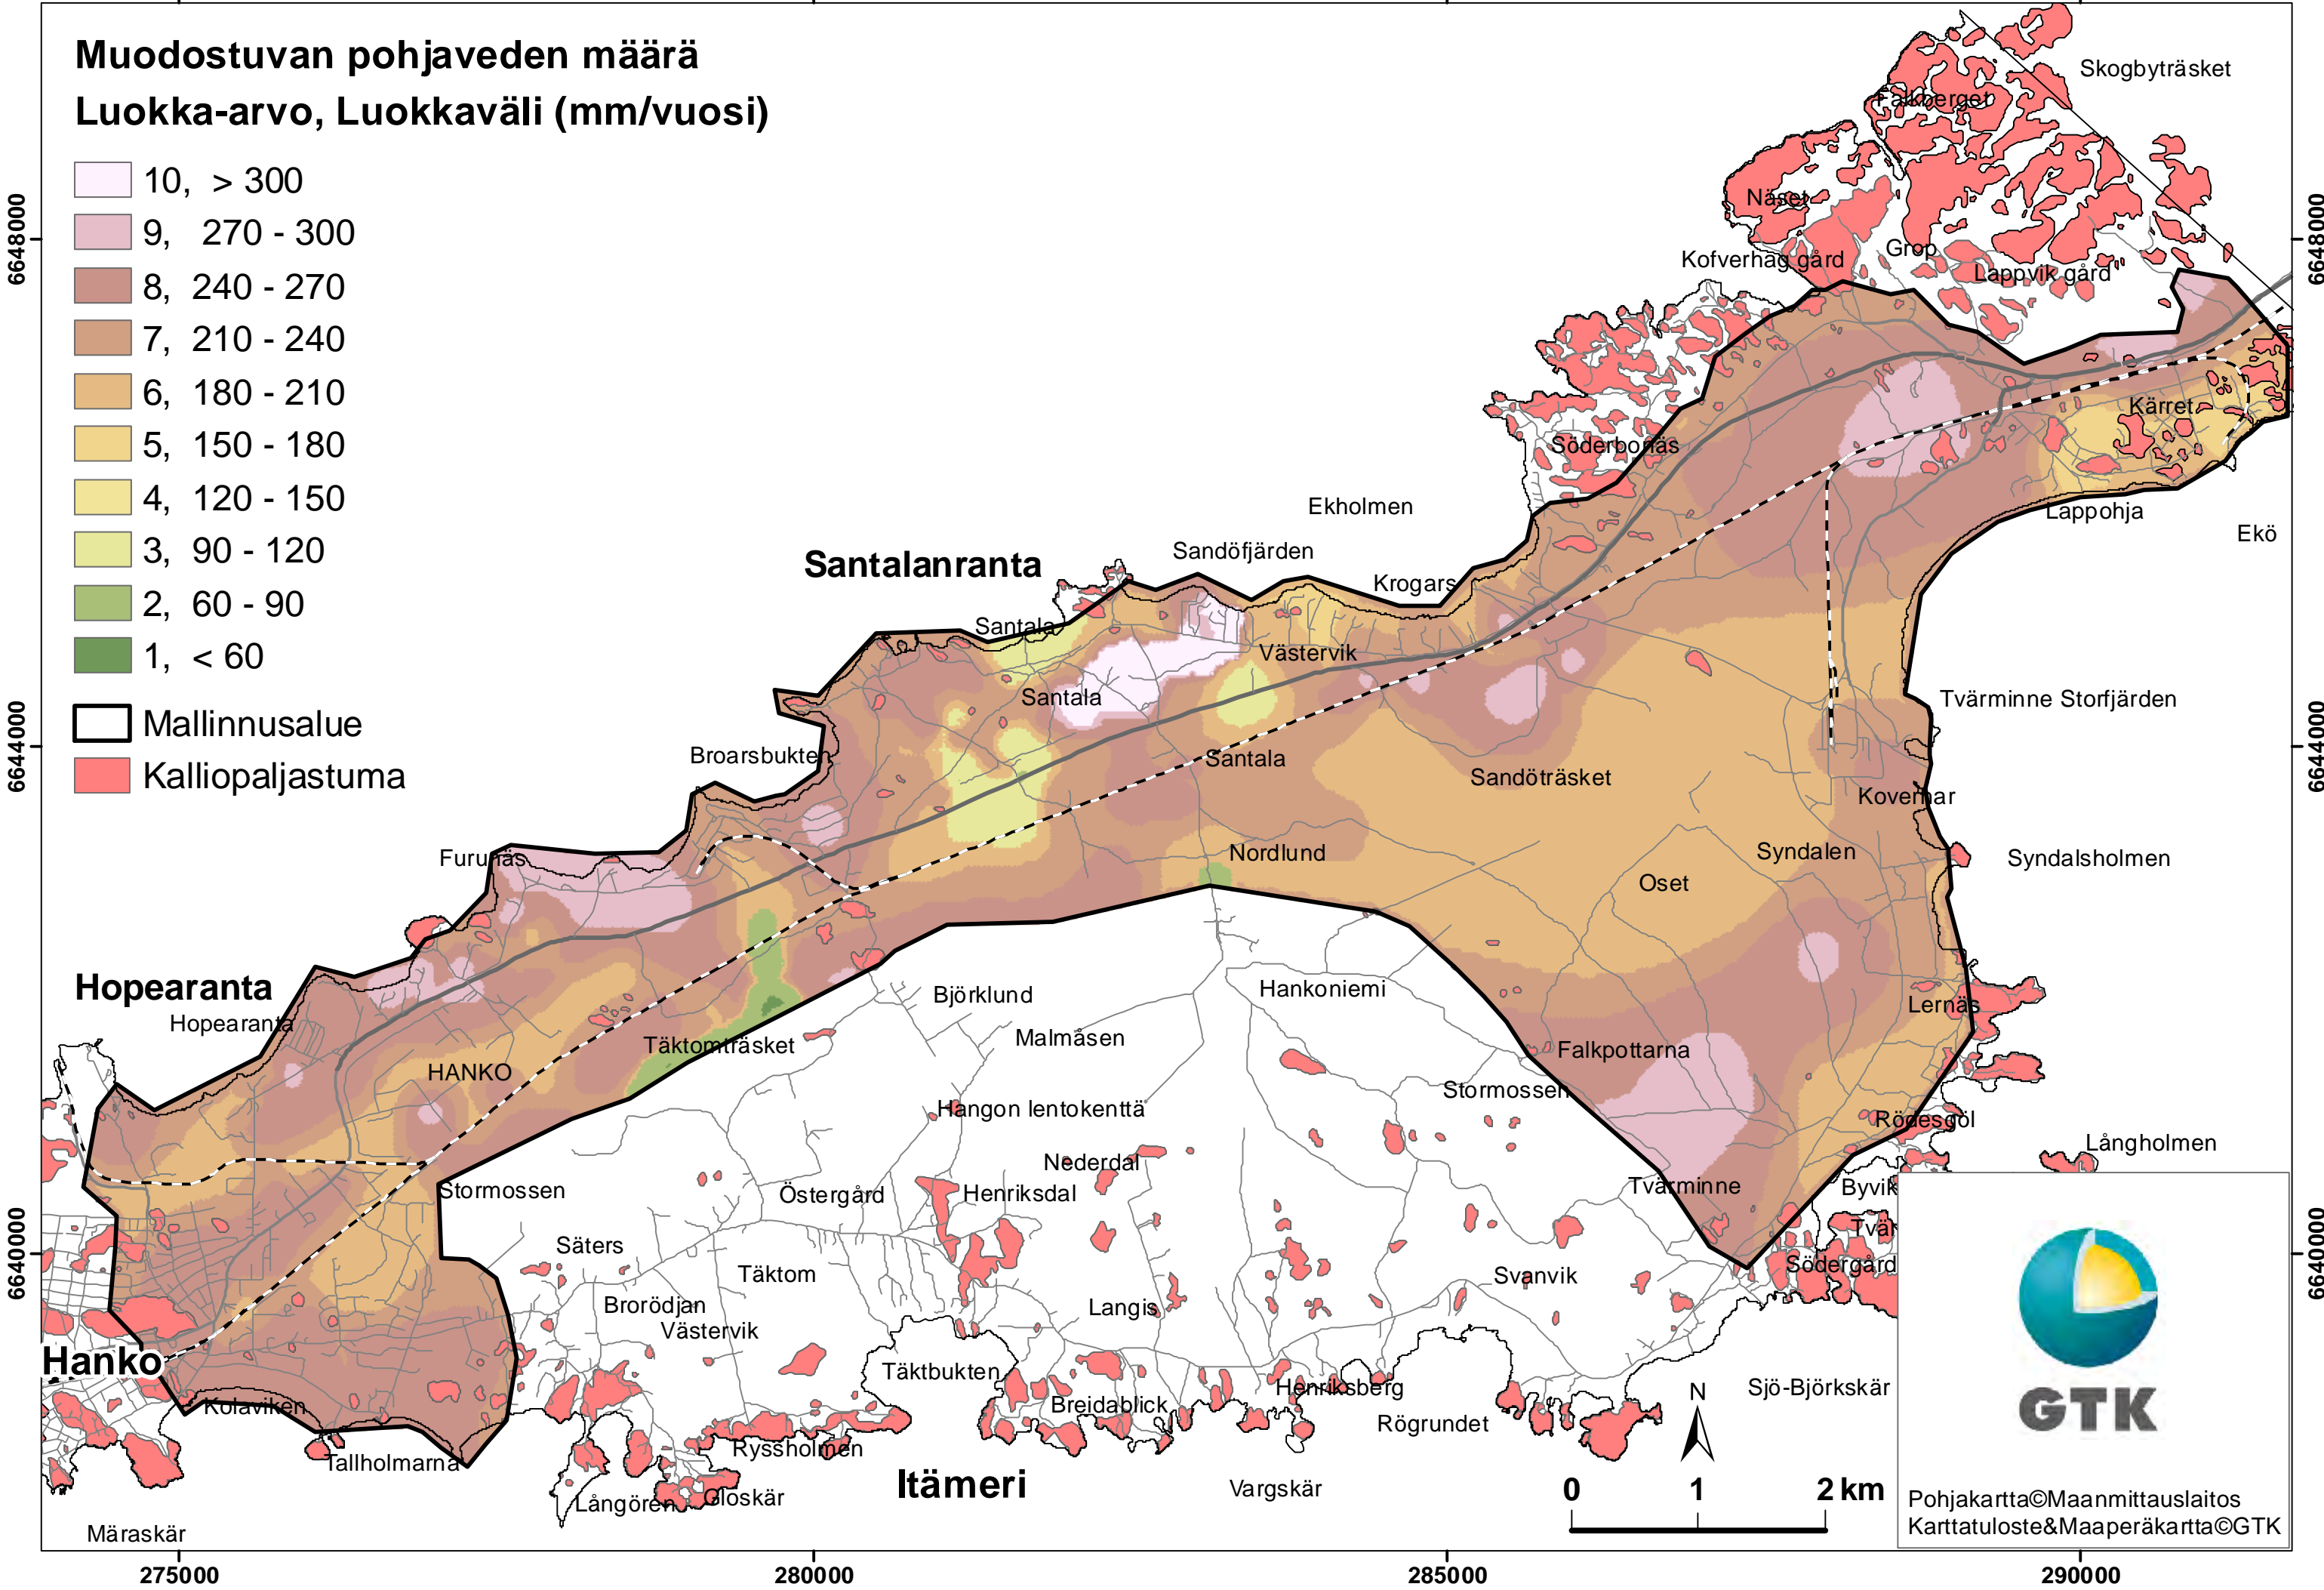 Muodostuvan pohjaveden määrä
Luokka-arvo, Luokkaväli (mm/vuosi)
10, > 300
9, 270 - 300
8, 240 - 270
7, 210 - 240
6, 180 - 210
5, 150 - 180
4, 120 - 150
3, 90 - 120
2, 60 - 90
1, < 60
Mallinnusalue
Kalliopaljastuma
6648000
6644000
6640000
6648000
6644000
6640000
275000
280000
285000
290000
Skogbyträsket
Falkberget
Näset
Grop
Kofverhag gård
Lappvik gård
Kärret
Söderbonäs
Lappohja
Ekö
Ekholmen
Sandöfjärden
Santalanranta
Krogars
Santala
Västervik
Santala
Tvärminne Storfjärden
Broarsbukten
Santala
Sandöträsket
Kovernar
Furunäs
Nordlund
Syndalen
Syndalsholmen
Oset
Hopearanta
Hopearanta
Björklund
Hankoniemi
Lernäs
Täktomträsket
Malmåsen
Falkpottarna
HANKO
Stormossen
Hangon lentokenttä
Rödesgöl
Långholmen
Nederdal
Stormossen
Östergård
Henriksdal
Tvärminne
Byvik
Tvär
Säters
Täktom
Svanvik
Södergård
Brorödjan
Langis
Västervik
Hanko
Täktbukten
Henriksberg
Sjö-Björkskär
Kolaviken
Breidablick
Rögrundet
Tallholmarna
Ryssholmen
Itämeri
Vargskär
Långören
Gloskär
Märaskär
N
0 1 2 km
GTK
Pohjakartta©Maanmittauslaitos
Karttatuloste&Maaperäkartta©GTK